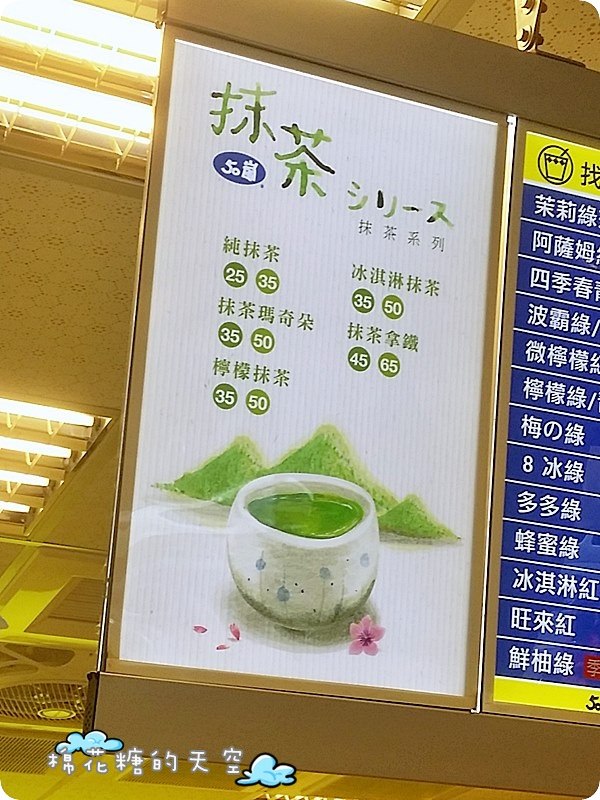 抹茶
50嵐
シリース
抹茶系列
純抹茶
25 35
抹茶瑪奇朵
35 50
檸檬抹茶
35 50
冰淇淋抹茶
35 50
抹茶拿鐵
45 65
找
茉莉綠
阿薩姆
四季春
波霸綠/
微檸檬
檸檬綠/
梅の綠
8 冰綠
多多綠
蜂蜜綠
冰淇淋紅
旺來紅
鮮柚綠 季
50
棉花糖的天空